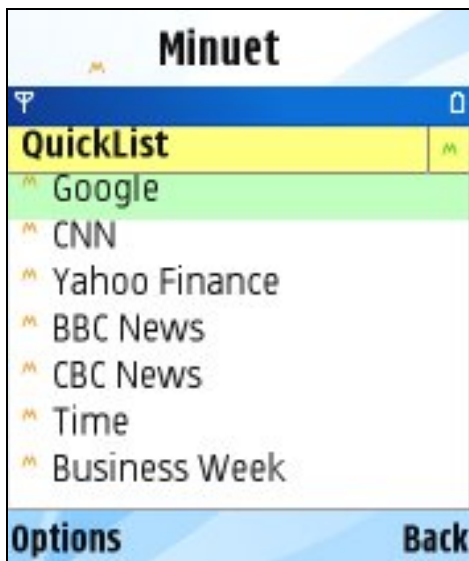 Minuet
QuickList
Google
CNN
Yahoo Finance
BBC News
CBC News
Time
Business Week
Options Back